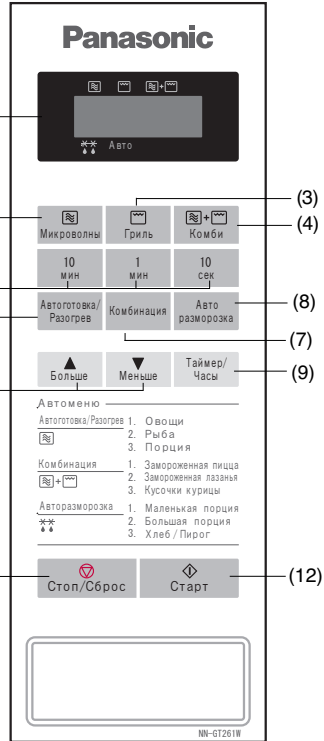 Panasonic
Авто
(3)
(4)
Микроволны Гриль Комби
10 мин
1 мин
10 сек
Автоготовка/Разогрев
Комбинация
Авто разморозка
(8)
(7)
Больше
Меньше
Таймер/Часы
(9)
Автоменю
Автоготовка/Разогрев 1. Овощи
2. Рыба
3. Порция
Комбинация 1. Замороженная пицца
2. Замороженная лазанья
3. Кусочки курицы
Авторазморозка 1. Маленькая порция
2. Большая порция
3. Хлеб/Пирог
Стоп/Сброс
Старт
(12)
NN-GT261W